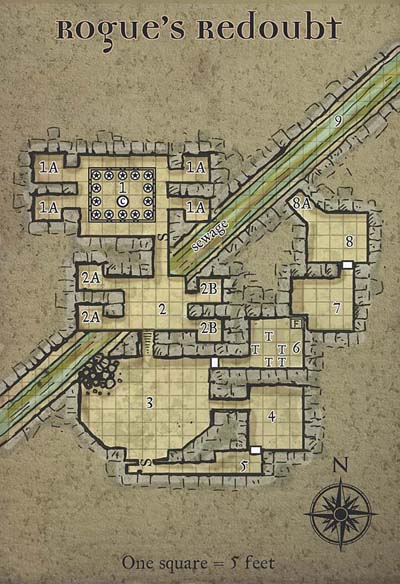 Rogue's Redoubt
9
1A
1
1A
C
1A
1A
8A
S
sewage
8
2A
2B
7
2
2A
2B
F
T
6
T T
T T
3
4
S
5
N
One square = 5 feet